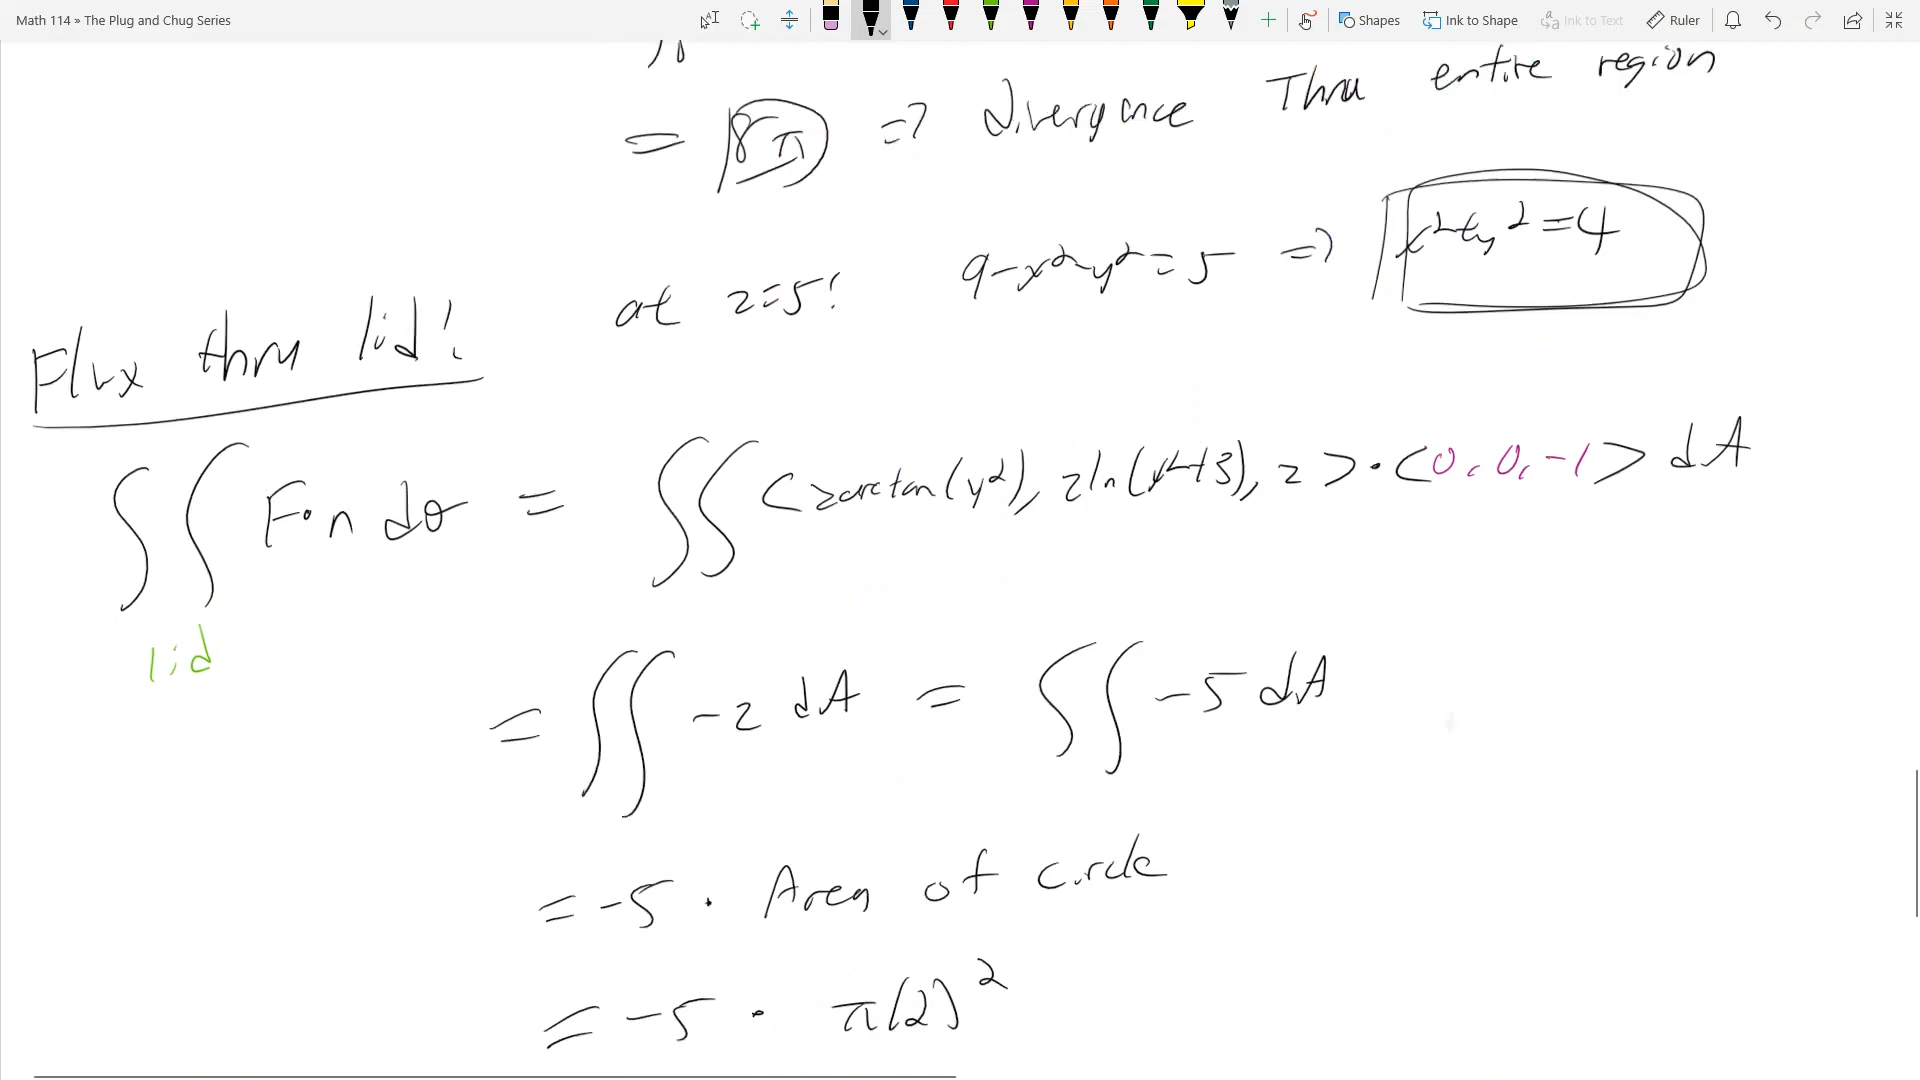 Math 114 » The Plug and Chug Series
Shapes
Ink to Shape
Ink to Text
Ruler
= 8π => divergance Thru entire region
at z=5: 9-x²-y²=5 => x²+y²=4
Flux thru lid!
∫∫ F·n dσ = ∫∫ <zarctan(y²), zln(y²+3), z> · <0, 0, -1> dA
lid
= ∫∫ -z dA = ∫∫ -5 dA
= -5 · Area of circle
= -5 · π(2)²